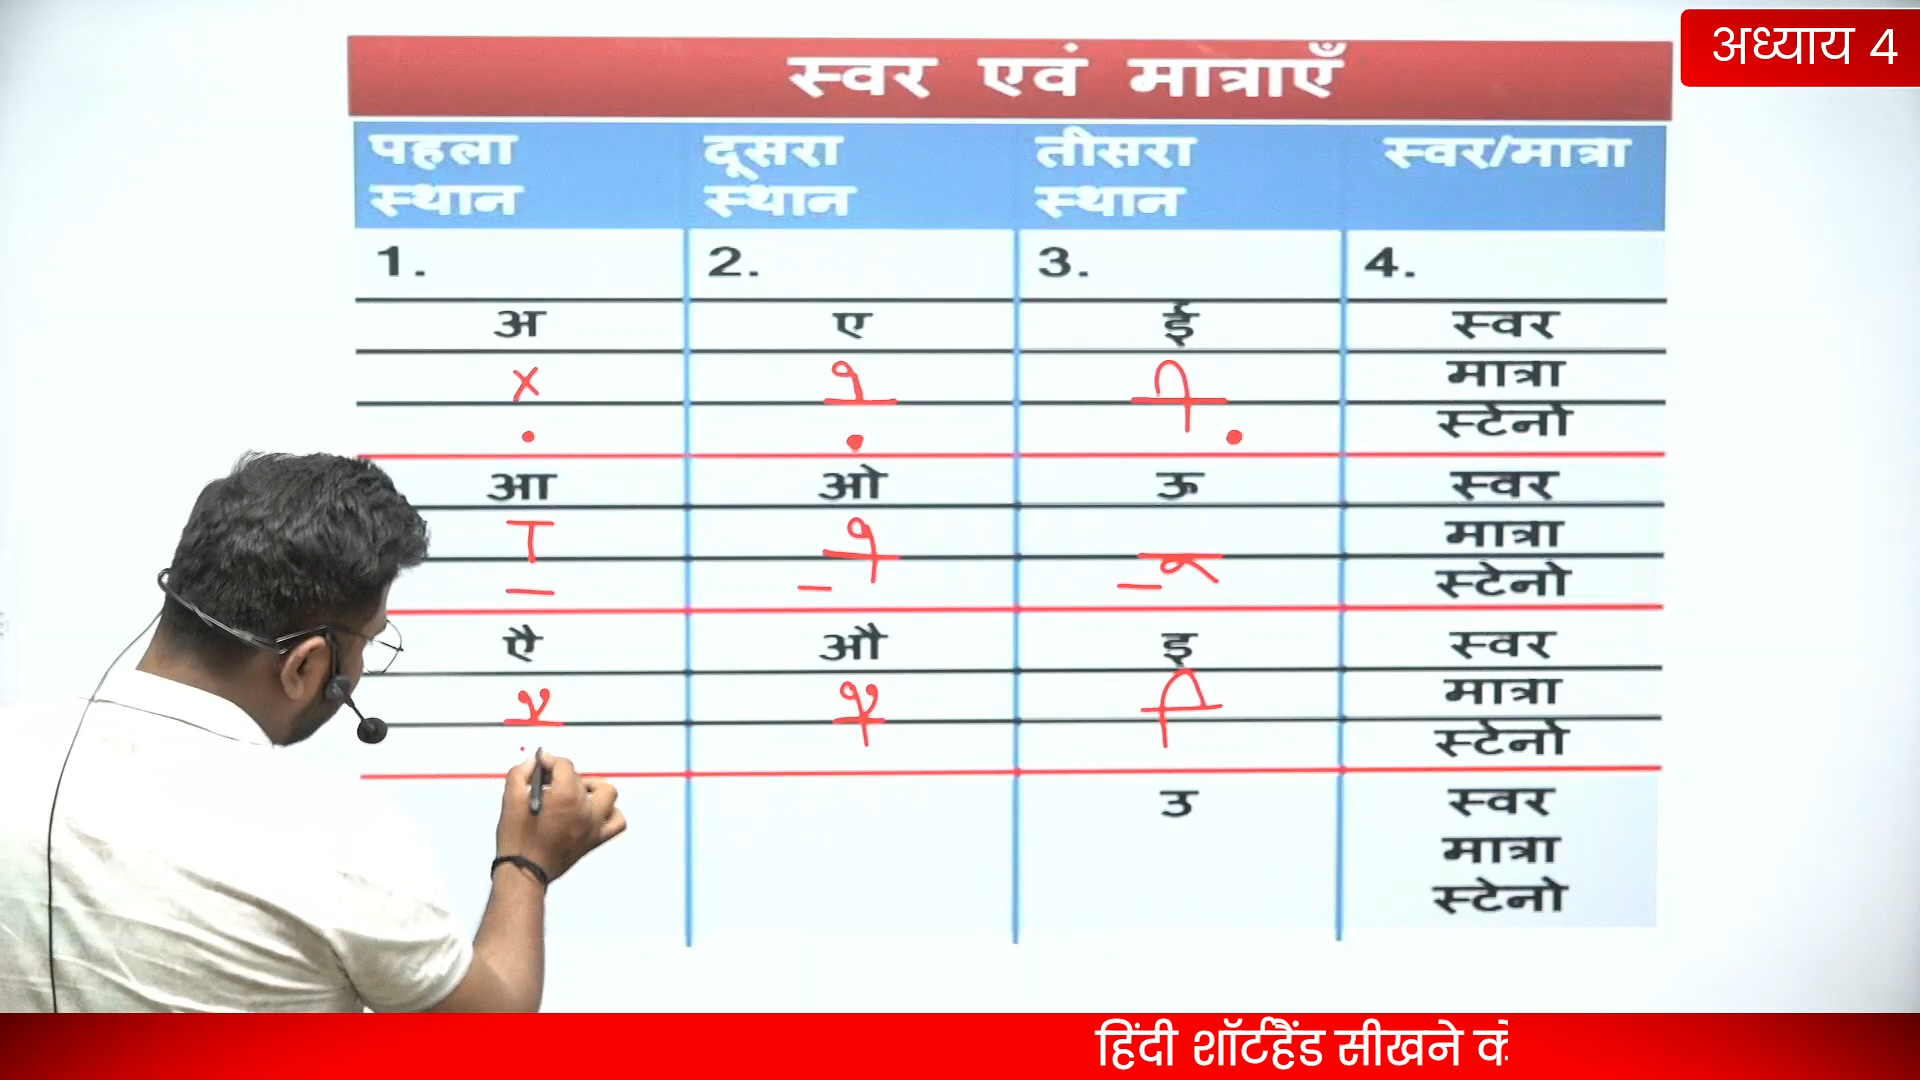 अध्याय 4
स्वर एवं मात्राएँ
पहला स्थान दूसरा स्थान तीसरा स्थान स्वर/मात्रा
1. 2. 3. 4.
अ ए ई स्वर
मात्रा
स्टेनो
आ ओ ऊ स्वर
मात्रा
स्टेनो
ऐ औ इ स्वर
मात्रा
स्टेनो
उ स्वर
मात्रा
स्टेनो
हिंदी शॉर्टहैंड सीखने